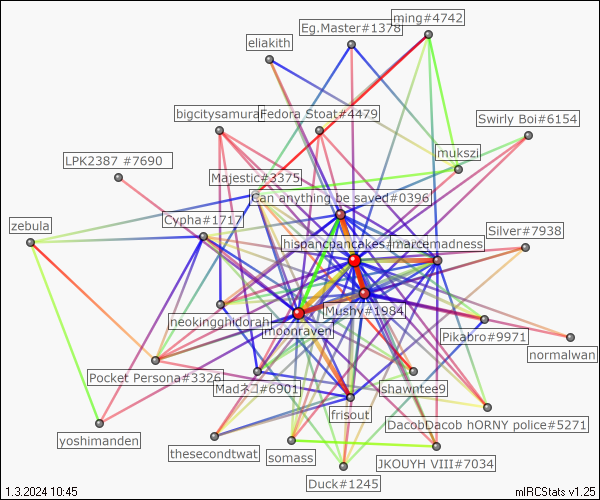 ming#4742
Eg.Master#1378
eliakith
bigcitysamurai
Fedora Stoat#4479
Swirly Boi#6154
mukszi
LPK2387 #7690
Majestic#3375
Can anything be saved#0396
zebula
Cypha#1717
Silver#7938
hispancpancakes
marcemadness
neokingghidorah
Mushy#1984
moonraven
Pikabro#9971
normalwan
Pocket Persona#3326
Madネコ#6901
shawntee9
frisout
DacobDacob hORNY police#5271
yoshimanden
thesecondtwat
somass
JKOUYH VIII#7034
Duck#1245
1.3.2024 10:45
mIRCStats v1.25